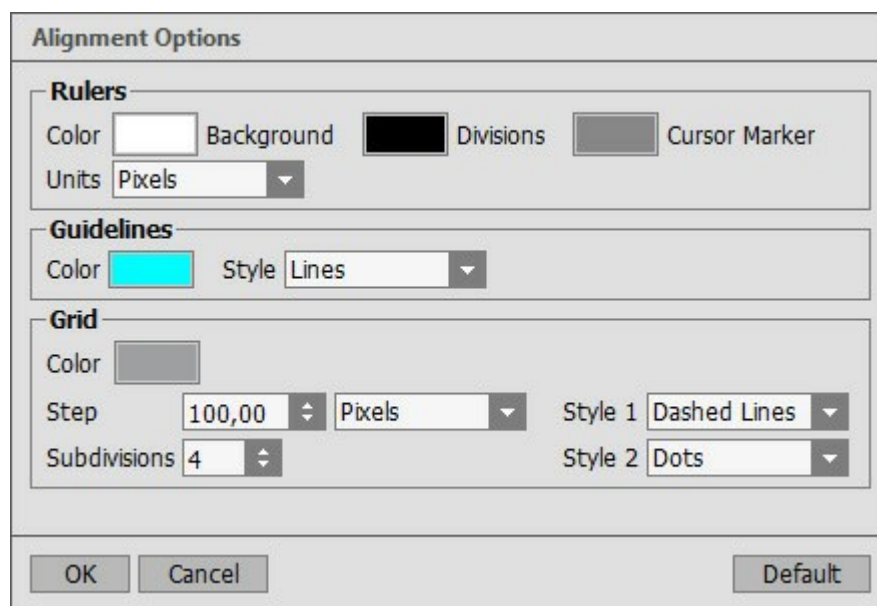 Alignment Options
Rulers
Color Background Divisions Cursor Marker
Units Pixels
Guidelines
Color Style Lines
Grid
Color
Step 100,00 Pixels Style 1 Dashed Lines
Subdivisions 4 Style 2 Dots
OK Cancel Default